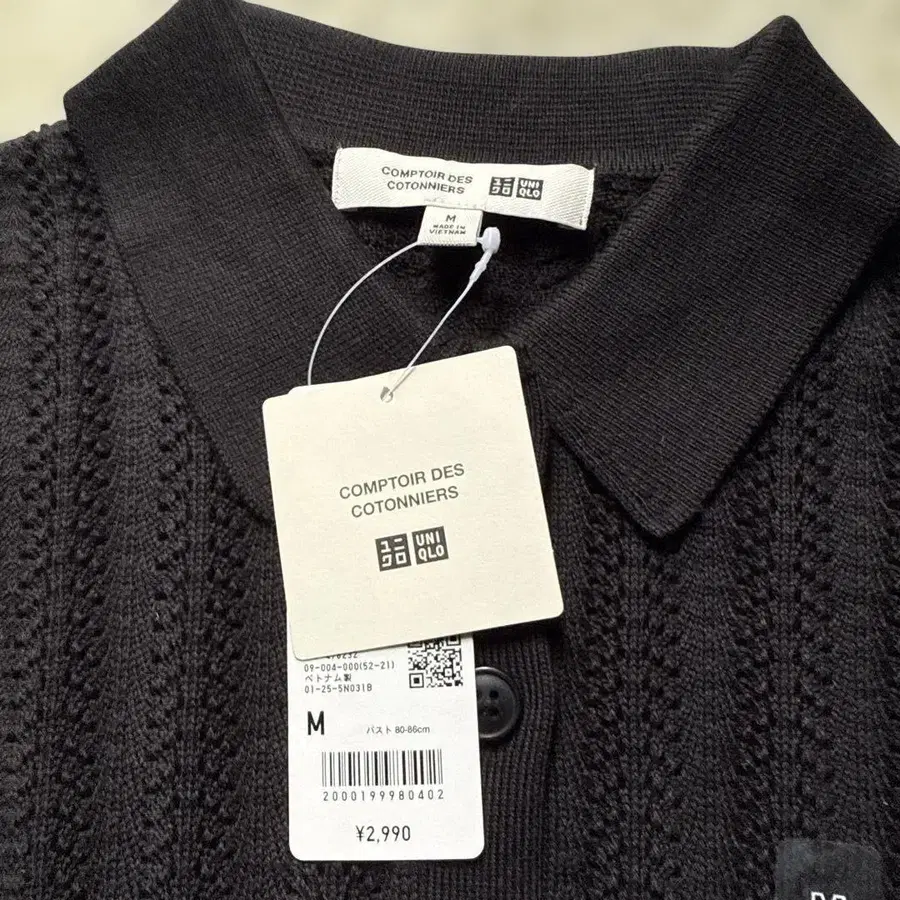 COMPTOIR DES
COTONNIERS
ユニ
クロ
UNI
QLO
M
MADE IN
VIETNAM
COMPTOIR DES
COTONNIERS
ユニ
クロ
UNI
QLO
09-004-000(52-21)
ベトナム製
01-25-5N031B
M
バスト 80-86cm
2000199980402
¥2,990